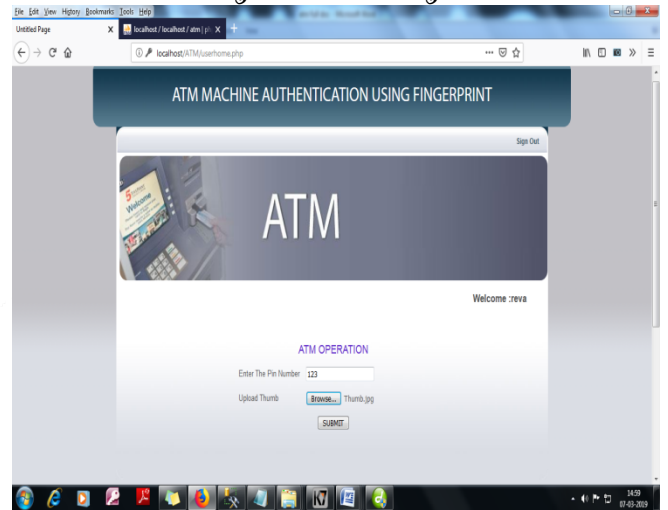 File Edit View History Bookmarks Tools Help
Untitled Page X localhost / localhost / atm | ph X +
localhost/ATM/userhome.php
ATM MACHINE AUTHENTICATION USING FINGERPRINT
Sign Out
Welcome
ATM
Welcome :reva
ATM OPERATION
Enter The Pin Number 123
Upload Thumb Browse... Thumb.jpg
SUBMIT
14:59
07-03-2019